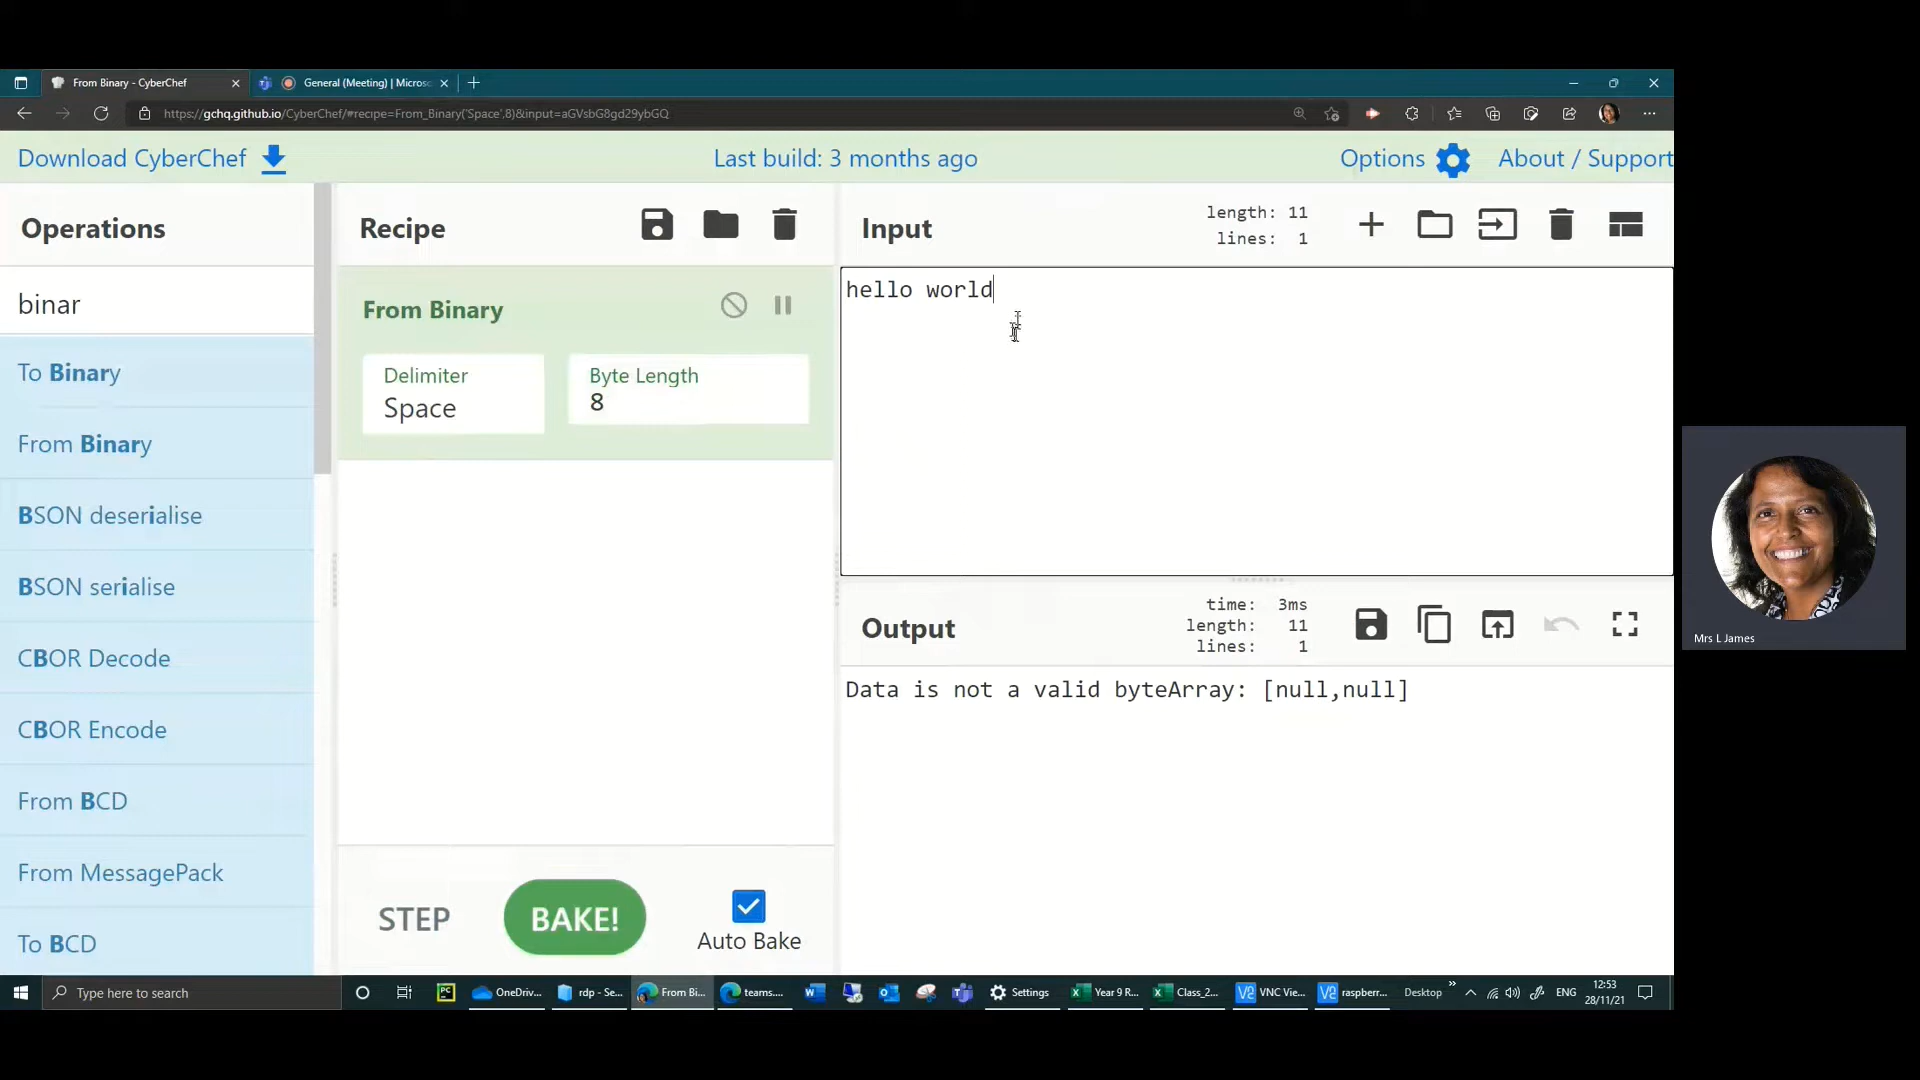 From Binary - CyberChef
General (Meeting) | Micros
https://gchq.github.io/CyberChef/#recipe=From_Binary('Space',8)&input=aGVsbG8gd29ybGQ
Download CyberChef
Last build: 3 months ago
Options
About / Support
Operations
Recipe
Input
length: 11
lines: 1
binar
To Binary
From Binary
BSON deserialise
BSON serialise
CBOR Decode
CBOR Encode
From BCD
From MessagePack
To BCD
From Binary
Delimiter
Space
Byte Length
8
STEP
BAKE!
Auto Bake
hello world
Output
time: 3ms
length: 11
lines: 1
Data is not a valid byteArray: [null,null]
Mrs L James
Type here to search
PC
OneDriv...
rdp - Se...
From Bi...
teams....
Settings
Year 9 R...
Class_2...
VNC Vie...
raspberr...
Desktop
ENG
12:53
28/11/21